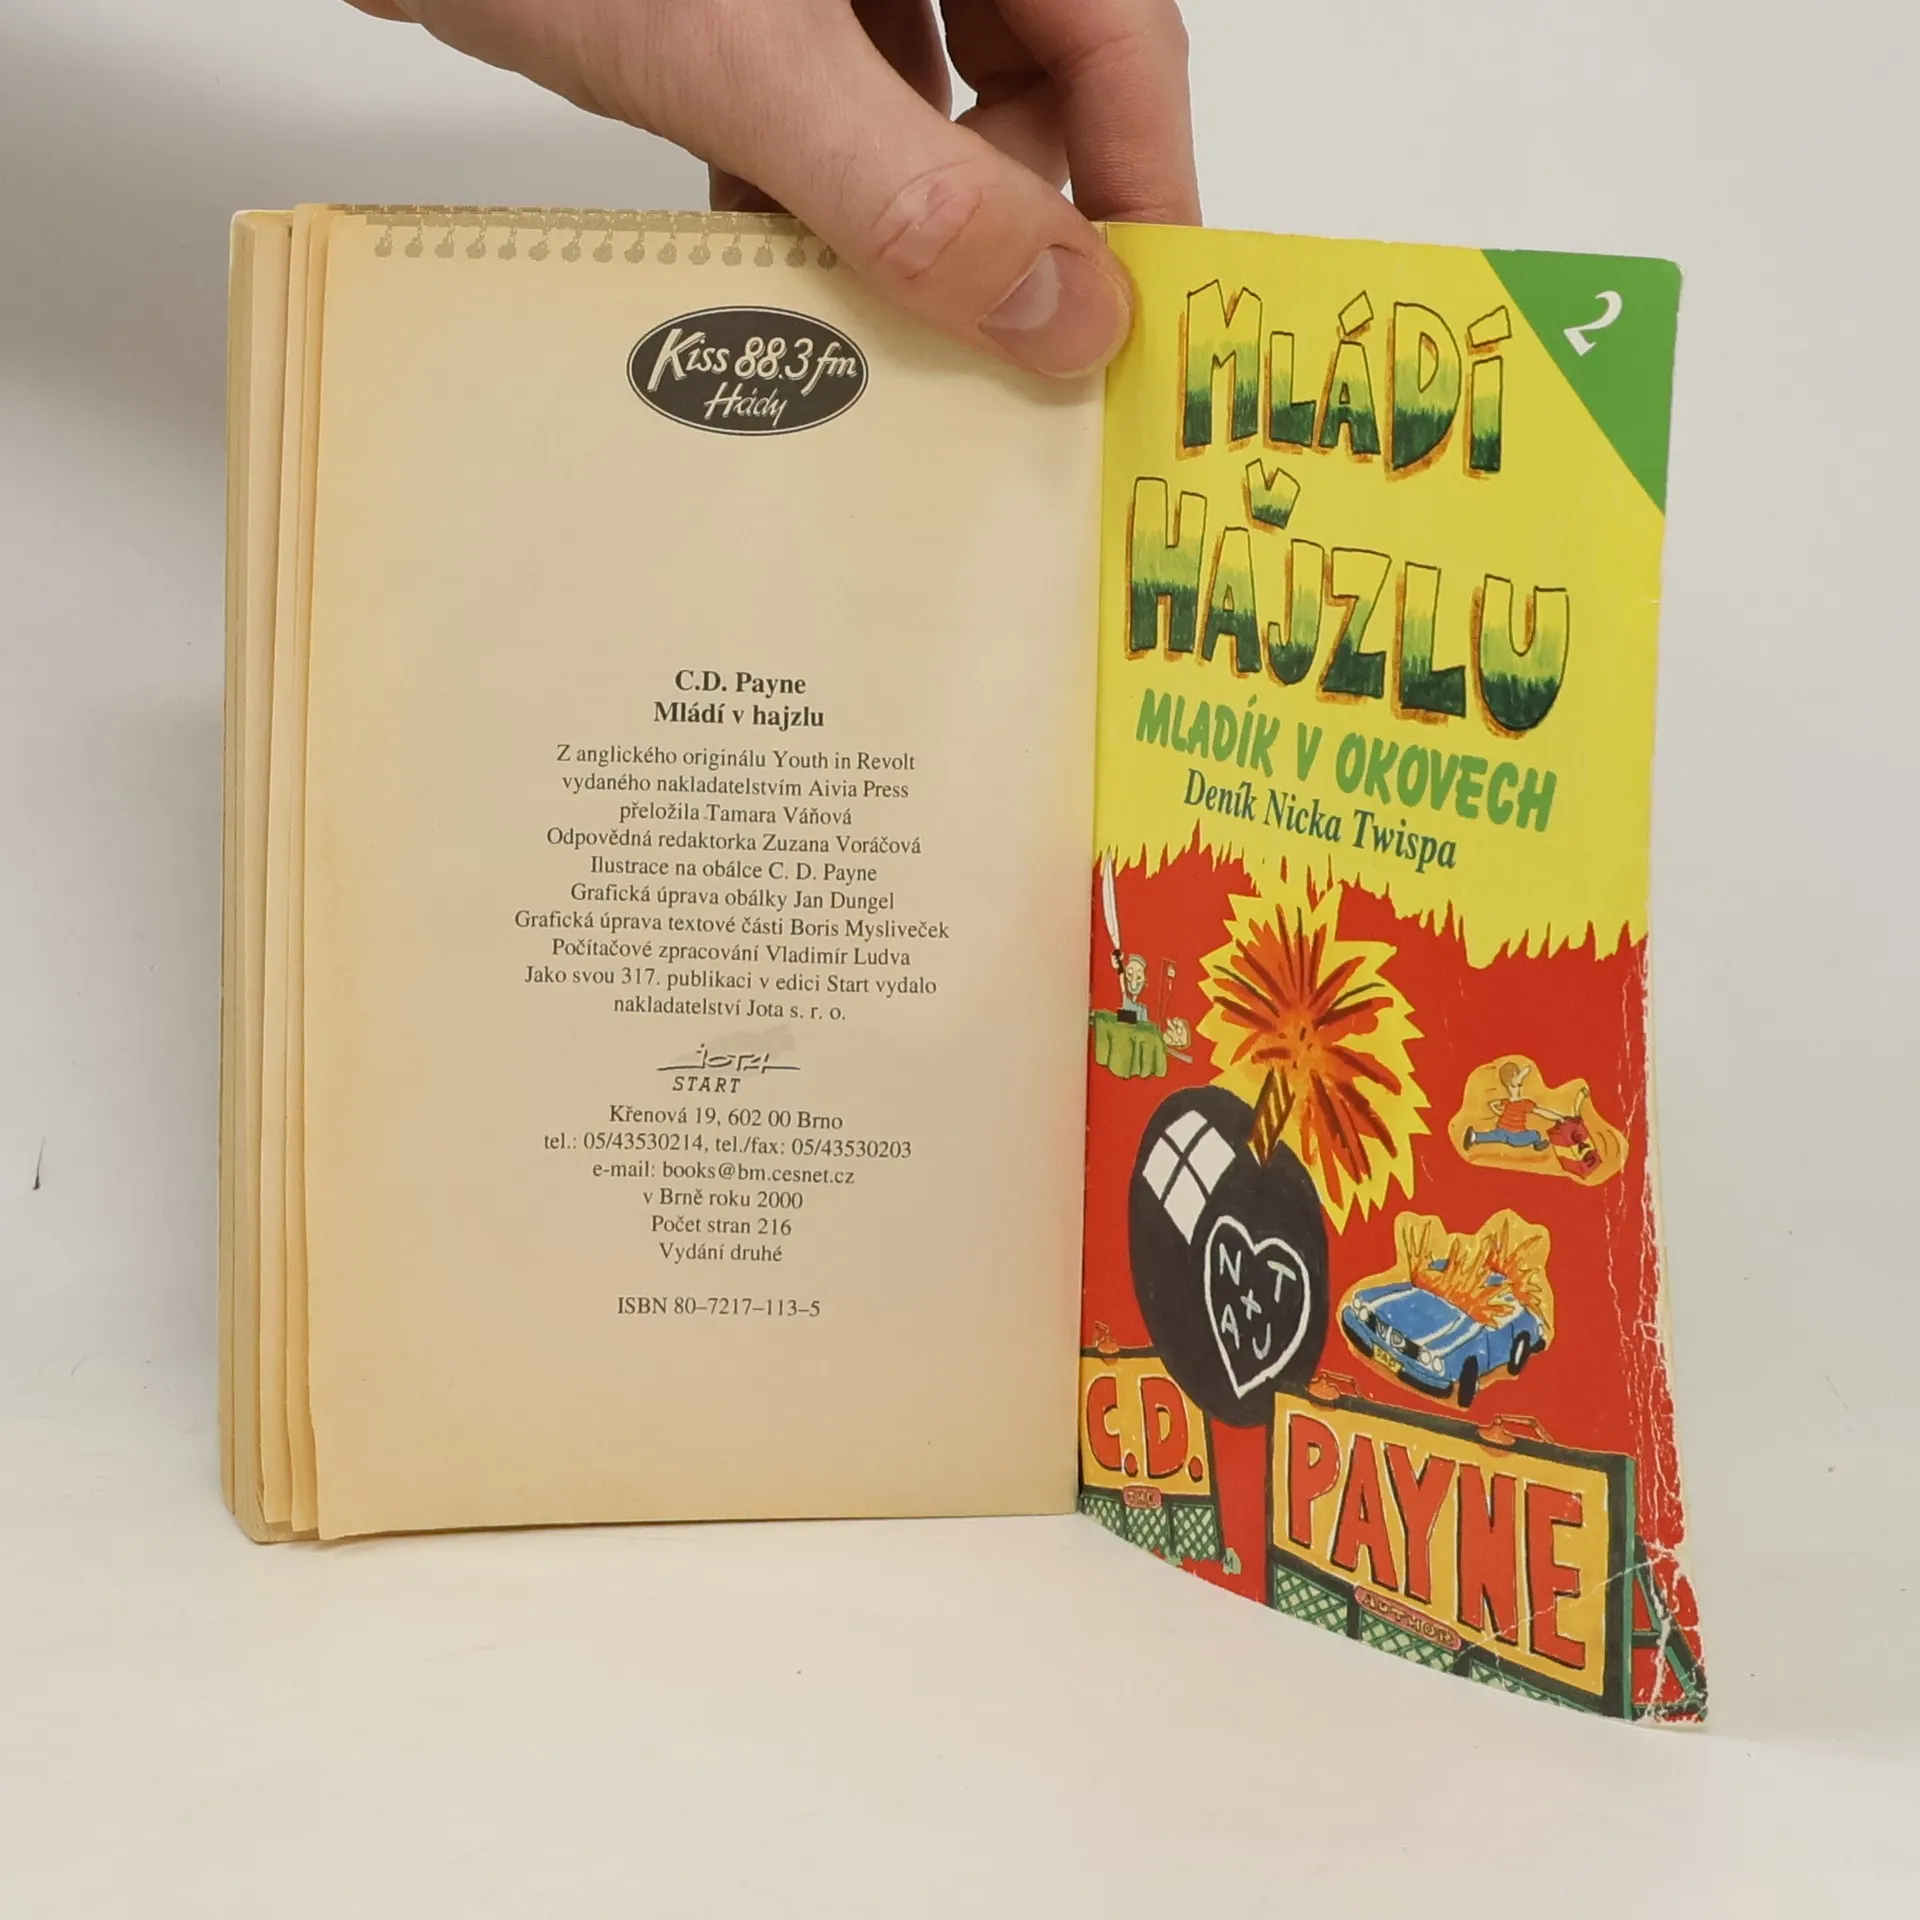 Kiss 88.3 fm
Hády
C.D. Payne
Mládí v hajzlu
Z anglického originálu Youth in Revolt
vydaného nakladatelstvím Aivia Press
přeložila Tamara Váňová
Odpovědná redaktorka Zuzana Voráčová
Ilustrace na obálce C. D. Payne
Grafická úprava obálky Jan Dungel
Grafická úprava textové části Boris Mysliveček
Počítačové zpracování Vladimír Ludva
Jako svou 317. publikaci v edici Start vydalo
nakladatelství Jota s. r. o.
JOTA
START
Křenová 19, 602 00 Brno
tel.: 05/43530214, tel./fax: 05/43530203
e-mail: books@bm.cesnet.cz
v Brně roku 2000
Počet stran 216
Vydání druhé
ISBN 80–7217–113–5
2
MLÁDÍ
V
HAJZLU
MLADÍK V OKOVECH
Deník Nicka Twispa
GAS
N T
+
A J
C.D.
PAYNE
AUTHOR